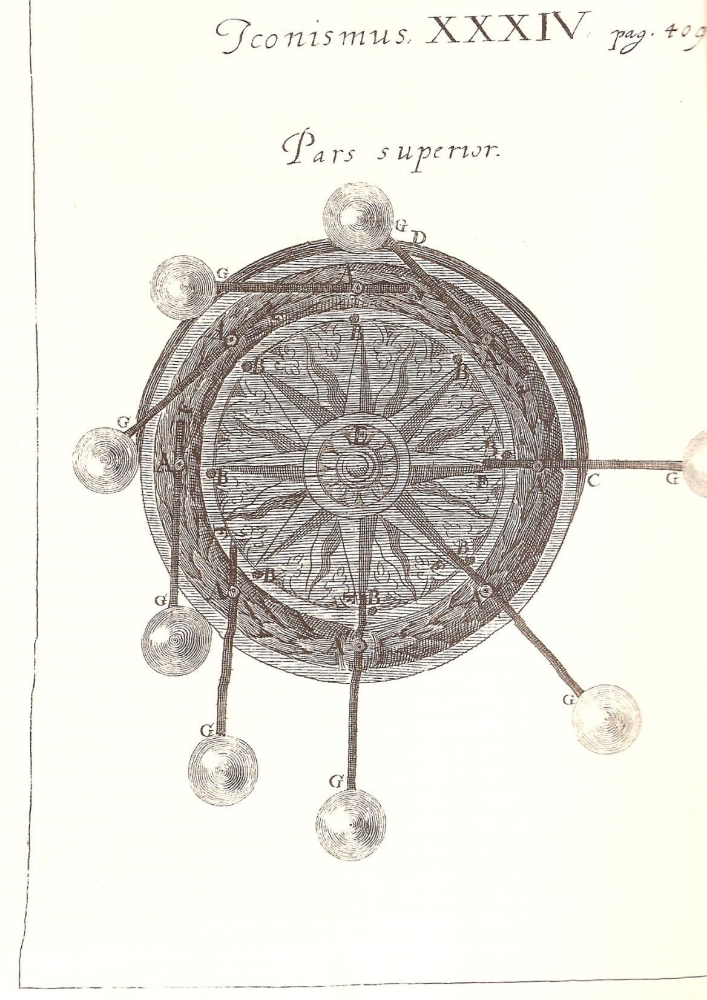 Iconismus. XXXIV. pag. 409
Pars superior.
G D
G A
B
B B A
G
A B B
B C G
G A B B
A B
A
G
G
G